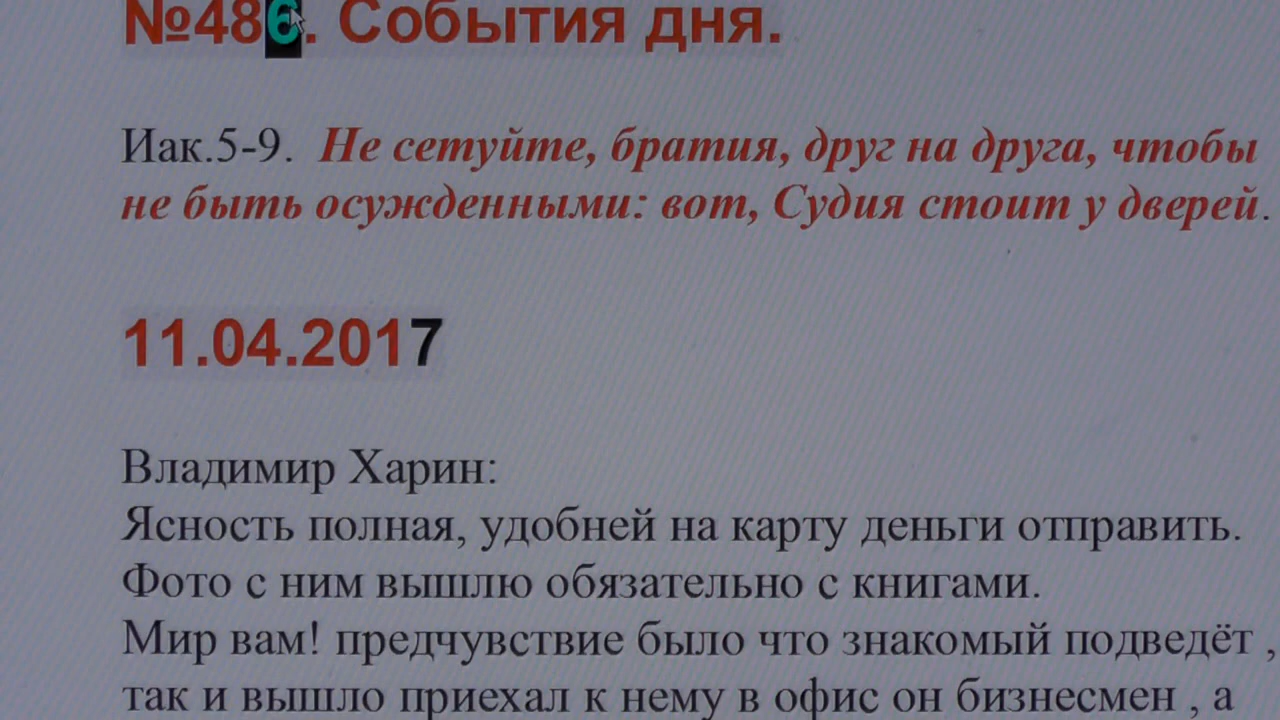 №486. События дня.
Иак.5-9. Не сетуйте, братия, друг на друга, чтобы
не быть осужденными: вот, Судия стоит у дверей.
11.04.2017
Владимир Харин:
Ясность полная, удобней на карту деньги отправить.
Фото с ним вышлю обязательно с книгами.
Мир вам! предчувствие было что знакомый подведёт ,
так и вышло приехал к нему в офис он бизнесмен , а